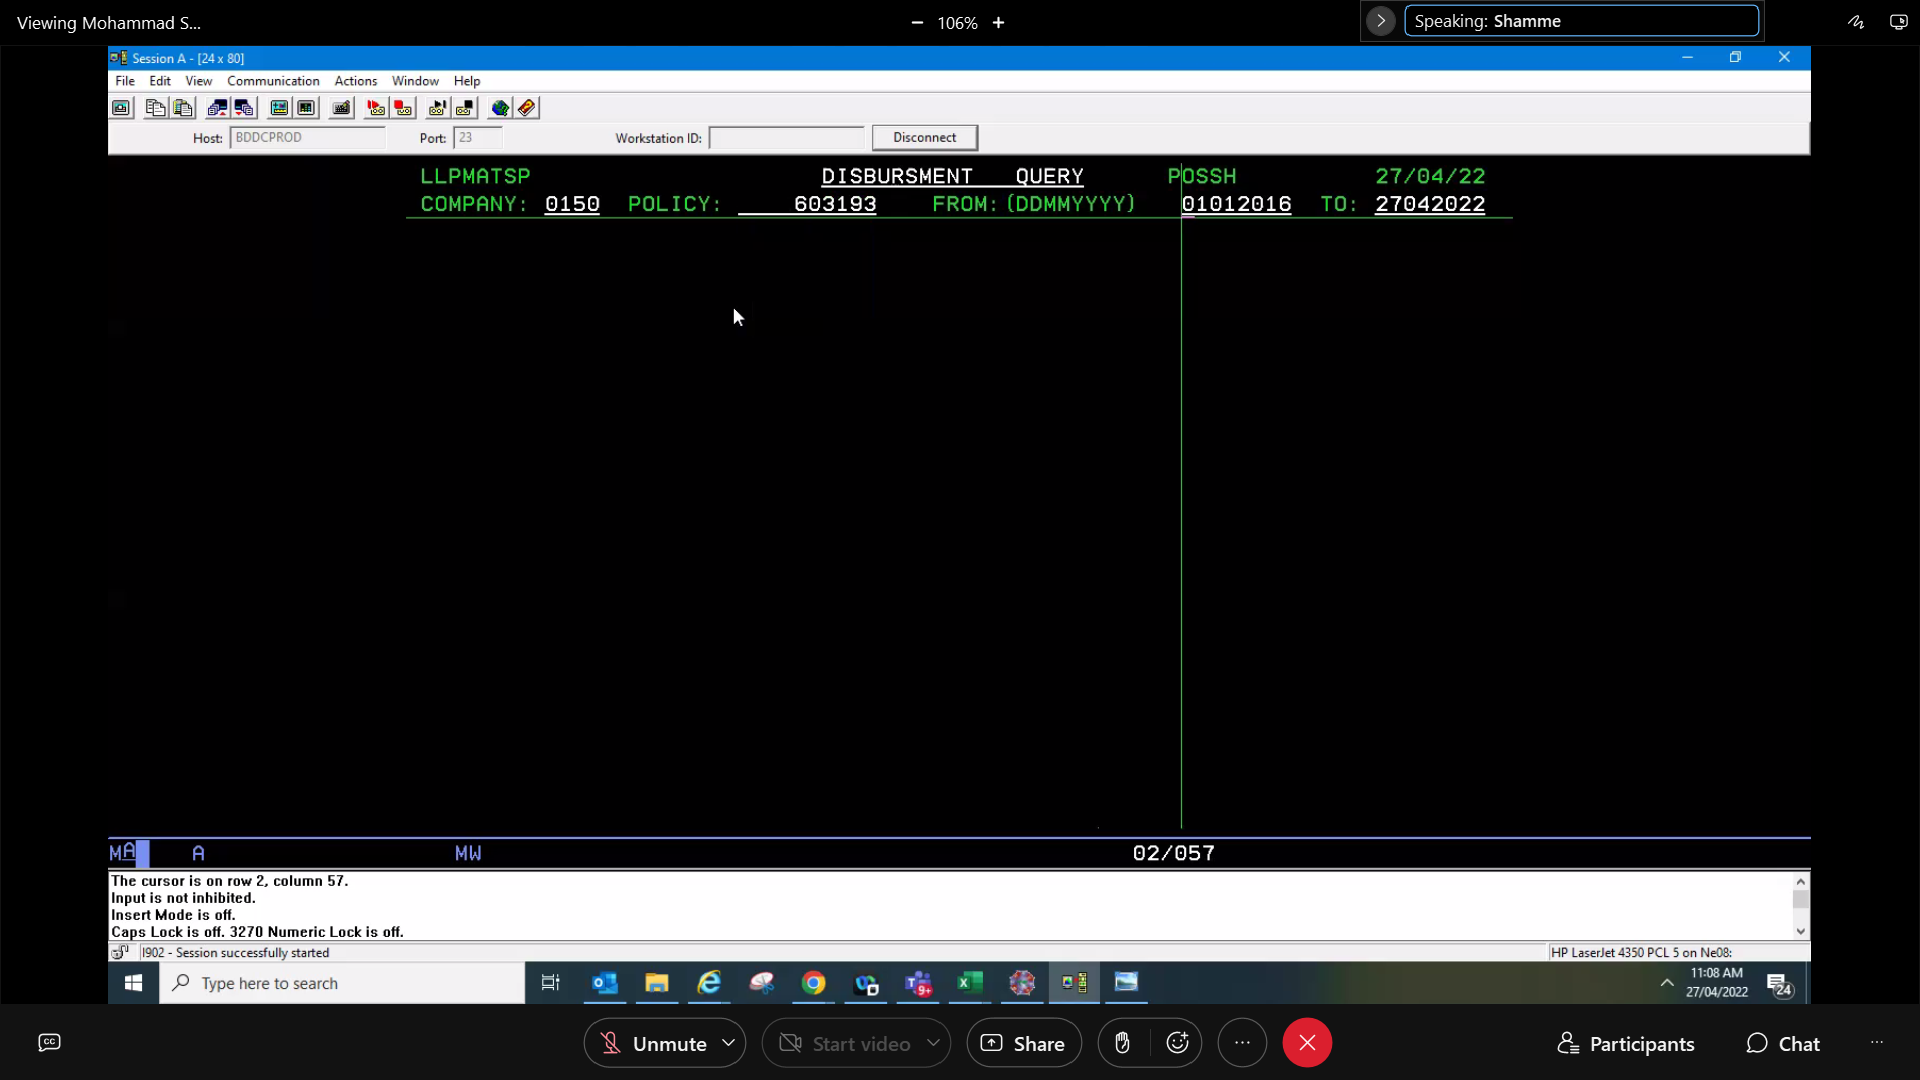 Viewing Mohammad S...
106%
Speaking: Shamme
Session A - [24 x 80]
File Edit View Communication Actions Window Help
Host: BDDCPROD Port: 23 Workstation ID: Disconnect
LLPMATSP DISBURSMENT QUERY POSSH 27/04/22
COMPANY: 0150 POLICY: 603193 FROM:(DDMMYYYY) 01012016 TO: 27042022
MA A MW 02/057
The cursor is on row 2, column 57.
Input is not inhibited.
Insert Mode is off.
Caps Lock is off. 3270 Numeric Lock is off.
I902 - Session successfully started
HP LaserJet 4350 PCL 5 on Ne08:
Type here to search
9+
11:08 AM
27/04/2022
24
CC
Unmute Start video Share
Participants Chat